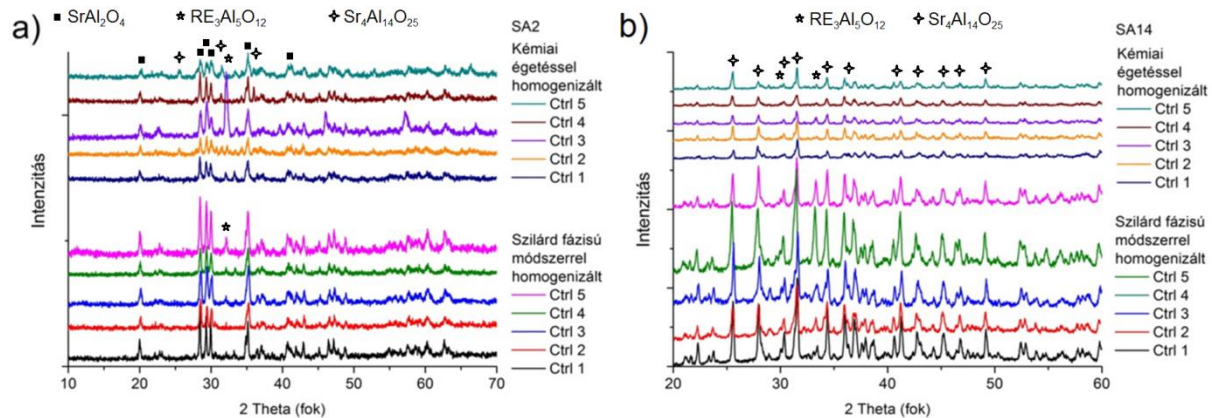 a)
■ SrAl2O4 ☆ RE3Al5O12 ✧ Sr4Al14O25
Intenzitás
10 20 30 40 50 60 70
2 Theta (fok)
SA2
Kémiai
égetéssel
homogenizált
Ctrl 5
Ctrl 4
Ctrl 3
Ctrl 2
Ctrl 1
Szilárd fázisú
módszerrel
homogenizált
Ctrl 5
Ctrl 4
Ctrl 3
Ctrl 2
Ctrl 1
b)
☆ RE3Al5O12 ✧ Sr4Al14O25
Intenzitás
20 30 40 50 60
2 Theta (fok)
SA14
Kémiai
égetéssel
homogenizált
Ctrl 5
Ctrl 4
Ctrl 3
Ctrl 2
Ctrl 1
Szilárd fázisú
módszerrel
homogenizált
Ctrl 5
Ctrl 4
Ctrl 3
Ctrl 2
Ctrl 1